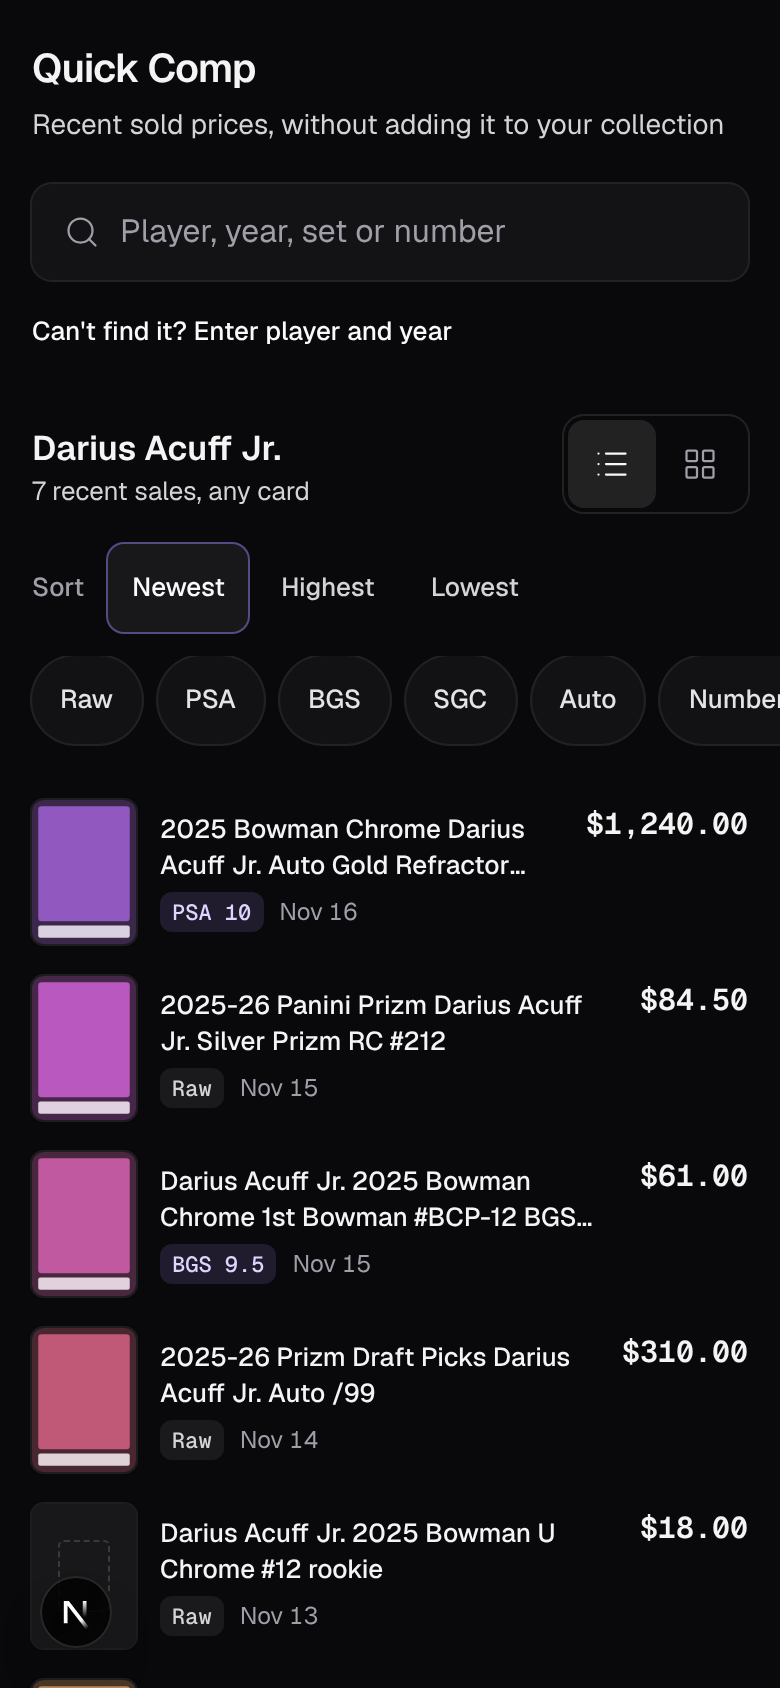 Quick Comp
Recent sold prices, without adding it to your collection
Player, year, set or number
Can't find it? Enter player and year
Darius Acuff Jr.
7 recent sales, any card
Sort Newest Highest Lowest
Raw PSA BGS SGC Auto Number
2025 Bowman Chrome Darius $1,240.00
Acuff Jr. Auto Gold Refractor...
PSA 10 Nov 16
2025-26 Panini Prizm Darius Acuff $84.50
Jr. Silver Prizm RC #212
Raw Nov 15
Darius Acuff Jr. 2025 Bowman $61.00
Chrome 1st Bowman #BCP-12 BGS...
BGS 9.5 Nov 15
2025-26 Prizm Draft Picks Darius $310.00
Acuff Jr. Auto /99
Raw Nov 14
Darius Acuff Jr. 2025 Bowman U $18.00
Chrome #12 rookie
N
Raw Nov 13